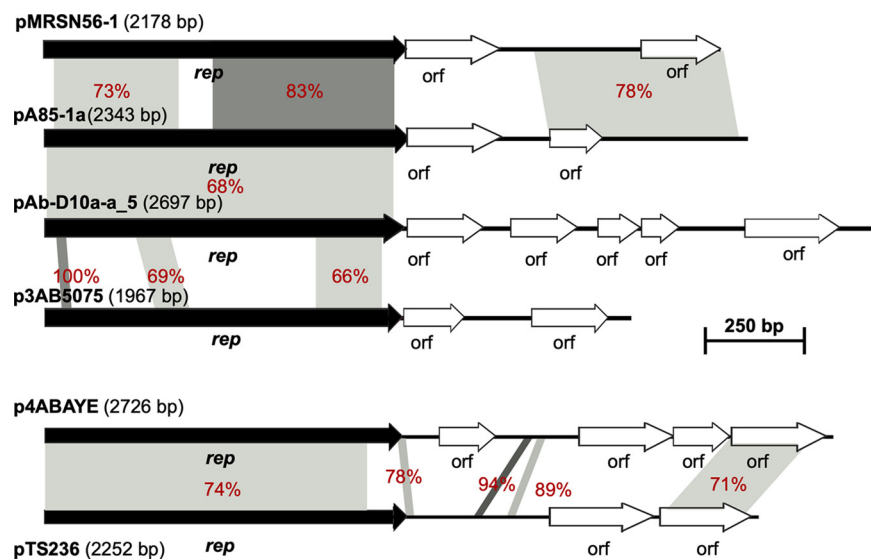 pMRSN56-1 (2178 bp)
rep orf orf
73% 83% 78%
pA85-1a(2343 bp)
rep orf orf
68%
pAb-D10a-a_5 (2697 bp)
rep orf orf orf orf orf
100% 69% 66%
p3AB5075 (1967 bp)
rep orf orf
250 bp
p4ABAYE (2726 bp)
rep orf orf orf orf
74% 78% 94% 89% 71%
pTS236 (2252 bp) rep orf orf